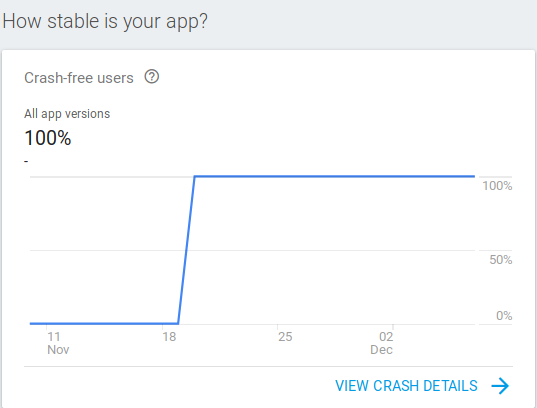 How stable is your app?
Crash-free users ?
All app versions
100%
-
100%
50%
0%
11 18 25 02
Nov Dec
VIEW CRASH DETAILS